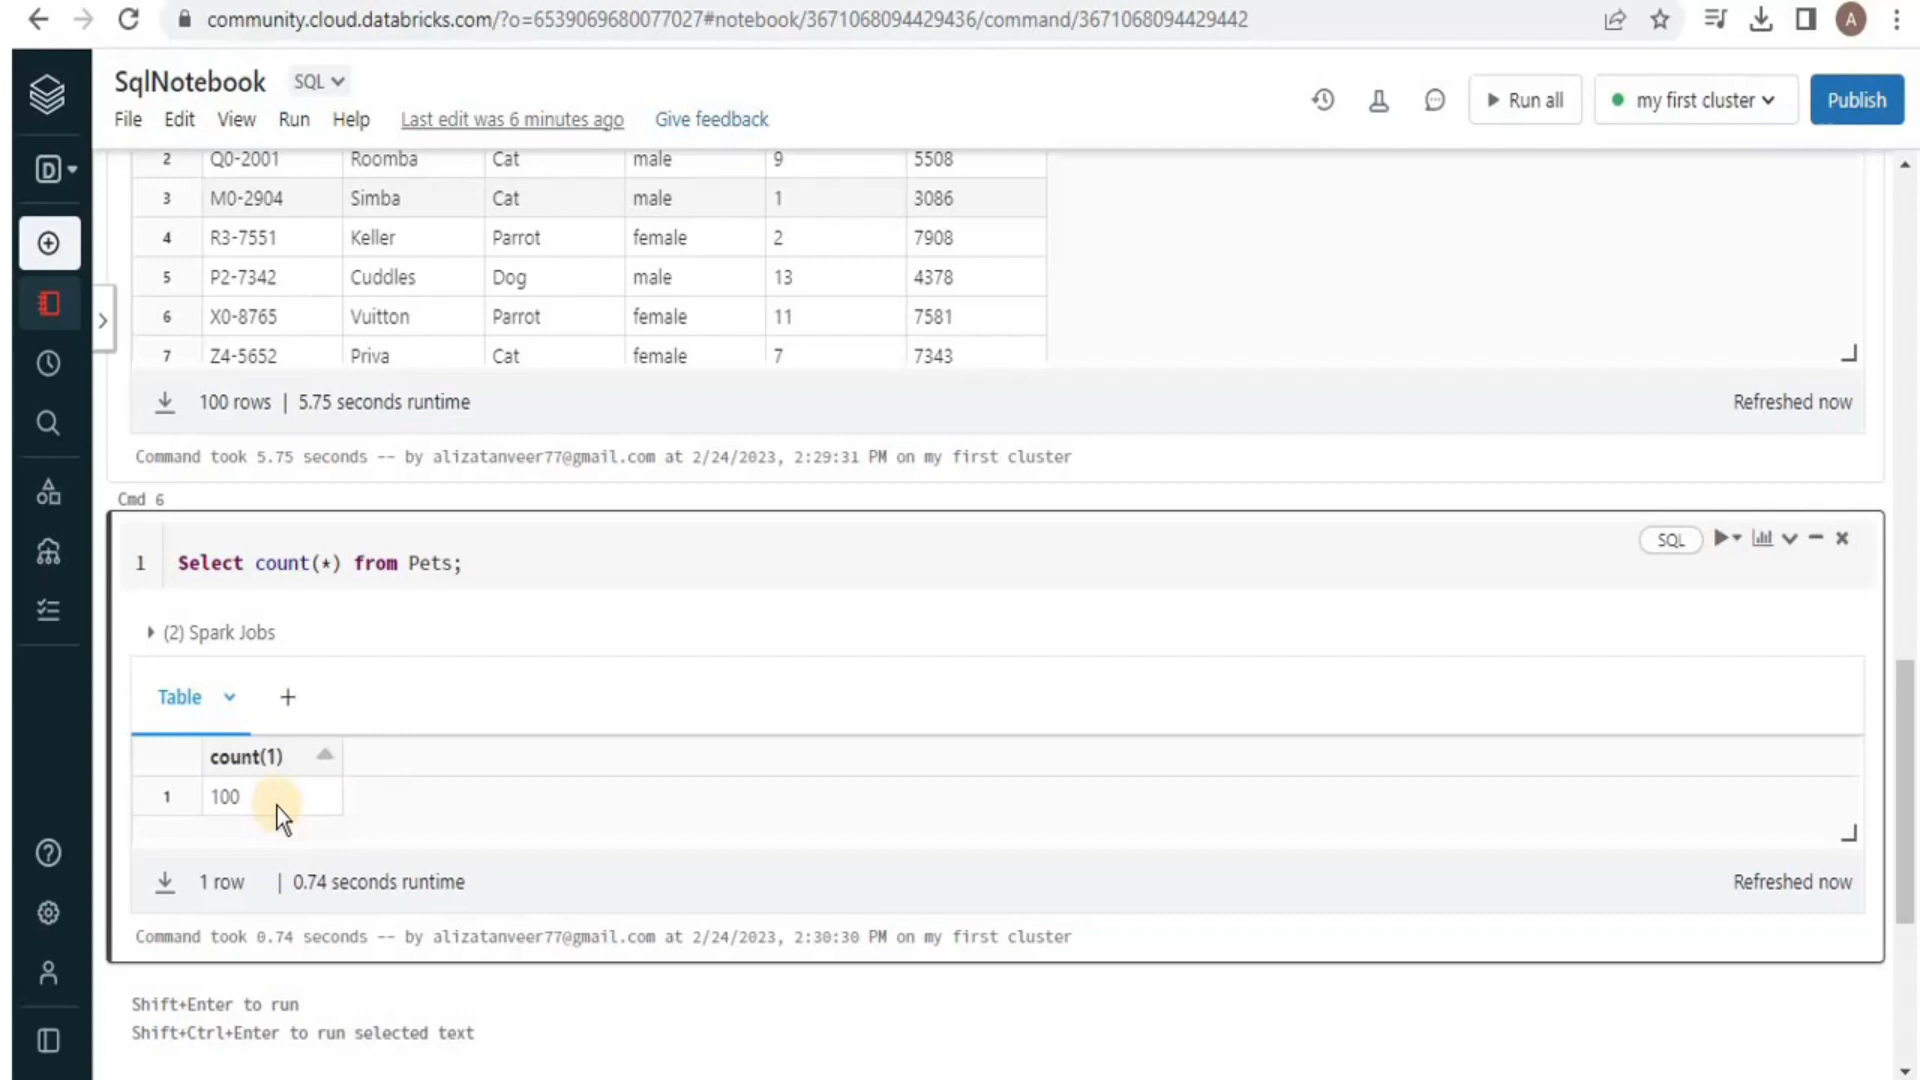 community.cloud.databricks.com/?o=6539069680077027#notebook/3671068094429436/command/3671068094429442
A
SqlNotebook SQL
File Edit View Run Help Last edit was 6 minutes ago Give feedback
Run all my first cluster Publish
D
2 Q0-2001 Roomba Cat male 9 5508
3 M0-2904 Simba Cat male 1 3086
4 R3-7551 Keller Parrot female 2 7908
5 P2-7342 Cuddles Dog male 13 4378
6 X0-8765 Vuitton Parrot female 11 7581
7 Z4-5652 Priva Cat female 7 7343
100 rows | 5.75 seconds runtime Refreshed now
Command took 5.75 seconds -- by alizatanveer77@gmail.com at 2/24/2023, 2:29:31 PM on my first cluster
Cmd 6
SQL
1 Select count(*) from Pets;
(2) Spark Jobs
Table +
count(1)
1 100
1 row | 0.74 seconds runtime Refreshed now
Command took 0.74 seconds -- by alizatanveer77@gmail.com at 2/24/2023, 2:30:30 PM on my first cluster
Shift+Enter to run
Shift+Ctrl+Enter to run selected text